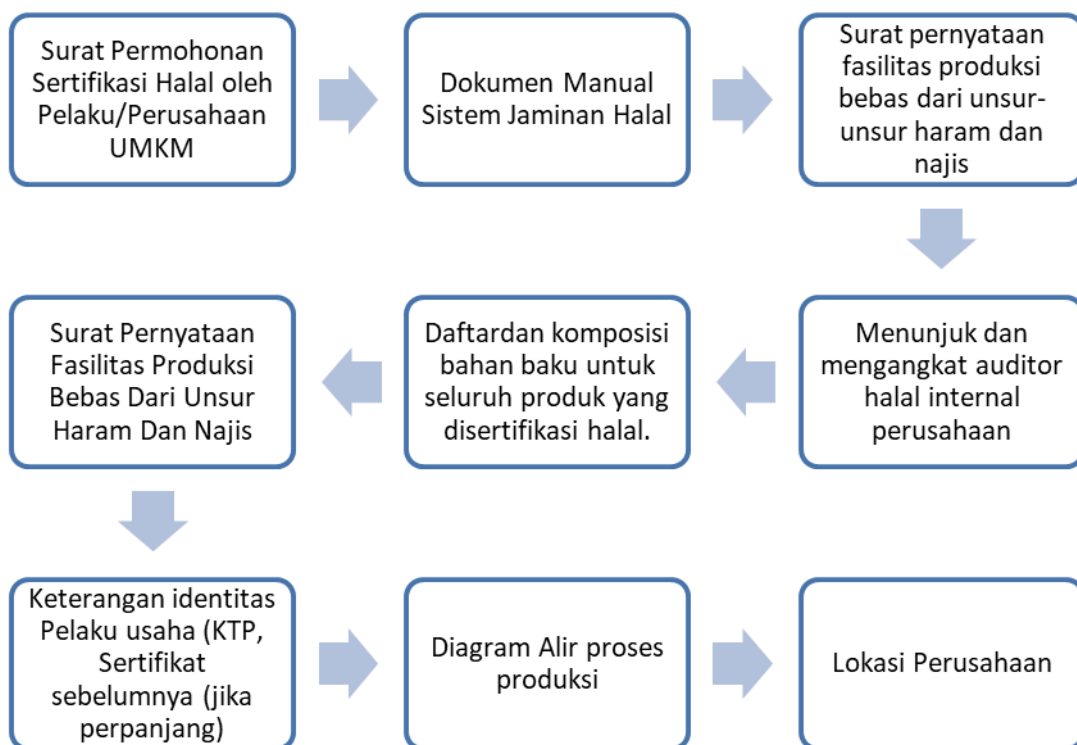 Surat Permohonan
Sertifikasi Halal oleh
Pelaku/Perusahaan
UMKM
Dokumen Manual
Sistem Jaminan Halal
Surat pernyataan
fasilitas produksi
bebas dari unsur-
unsur haram dan
najis
Menunjuk dan
mengangkat auditor
halal internal
perusahaan
Daftardan komposisi
bahan baku untuk
seluruh produk yang
disertifikasi halal.
Surat Pernyataan
Fasilitas Produksi
Bebas Dari Unsur
Haram Dan Najis
Keterangan identitas
Pelaku usaha (KTP,
Sertifikat
sebelumnya (jika
perpanjang)
Diagram Alir proses
produksi
Lokasi Perusahaan